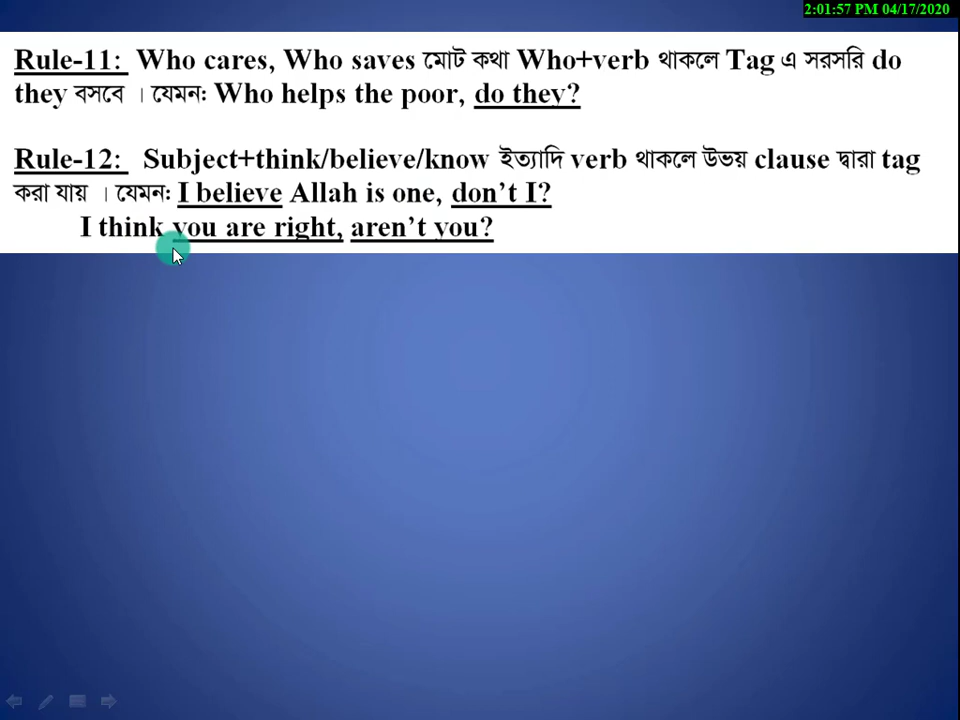 2:01:57 PM 04/17/2020
Rule-11: Who cares, Who saves মোট কথা Who+verb থাকলে Tag এ সরসরি do
they বসবে । যেমনঃ Who helps the poor, do they?
Rule-12: Subject+think/believe/know ইত্যাদি verb থাকলে উভয় clause দ্বারা tag
করা যায় । যেমনঃ I believe Allah is one, don’t I?
I think you are right, aren’t you?